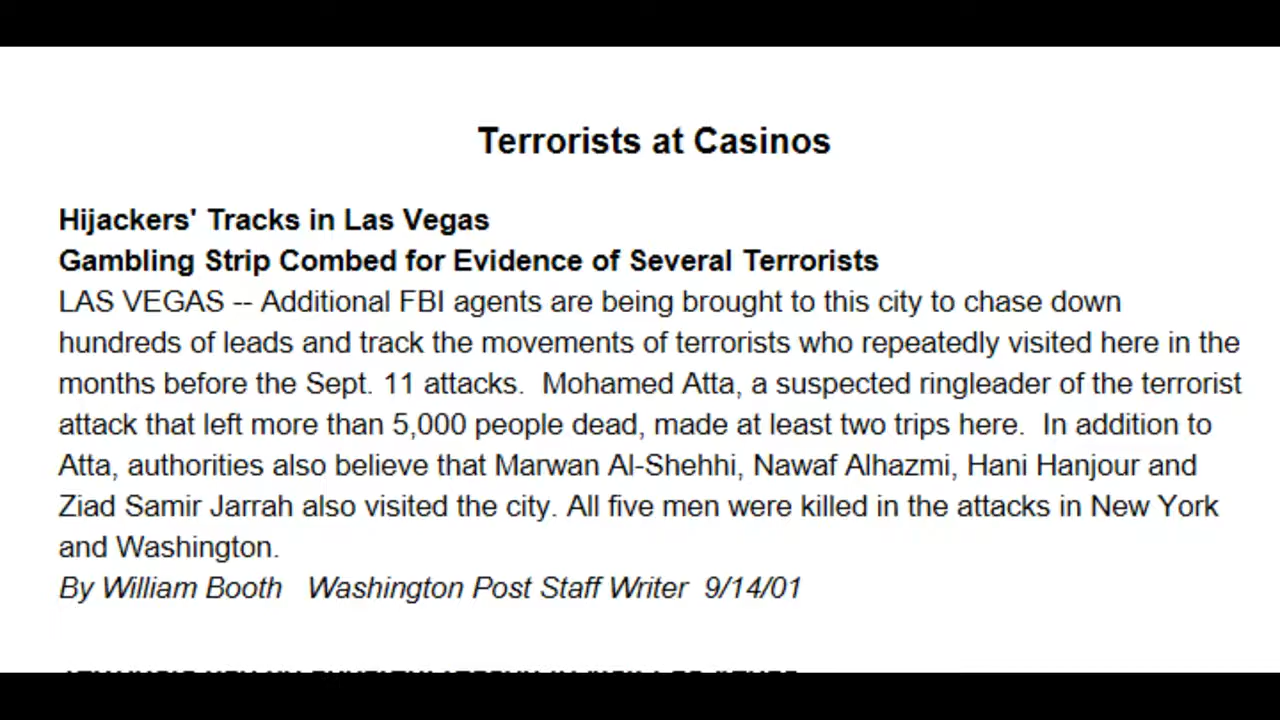 Terrorists at Casinos
Hijackers' Tracks in Las Vegas
Gambling Strip Combed for Evidence of Several Terrorists
LAS VEGAS -- Additional FBI agents are being brought to this city to chase down
hundreds of leads and track the movements of terrorists who repeatedly visited here in the
months before the Sept. 11 attacks.  Mohamed Atta, a suspected ringleader of the terrorist
attack that left more than 5,000 people dead, made at least two trips here.  In addition to
Atta, authorities also believe that Marwan Al-Shehhi, Nawaf Alhazmi, Hani Hanjour and
Ziad Samir Jarrah also visited the city. All five men were killed in the attacks in New York
and Washington.
By William Booth   Washington Post Staff Writer  9/14/01